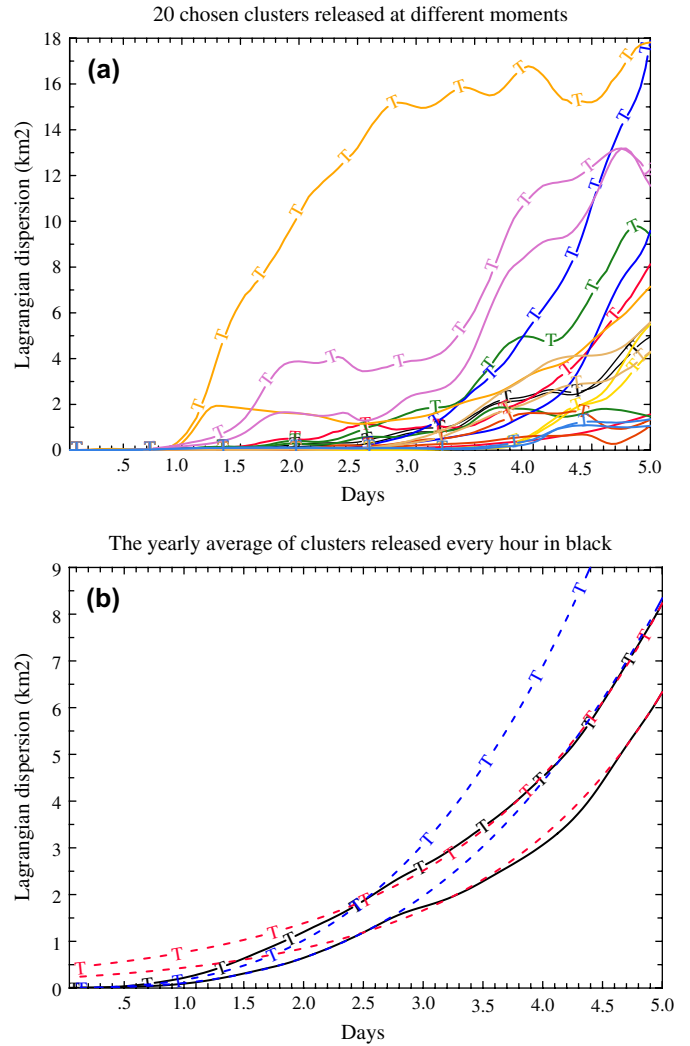 20 chosen clusters released at different moments
(a)
Lagrangian dispersion (km2)
18
16
14
12
10
8
6
4
2
0
.5 1.0 1.5 2.0 2.5 3.0 3.5 4.0 4.5 5.0
Days
The yearly average of clusters released every hour in black
(b)
Lagrangian dispersion (km2)
9
8
7
6
5
4
3
2
1
0
.5 1.0 1.5 2.0 2.5 3.0 3.5 4.0 4.5 5.0
Days